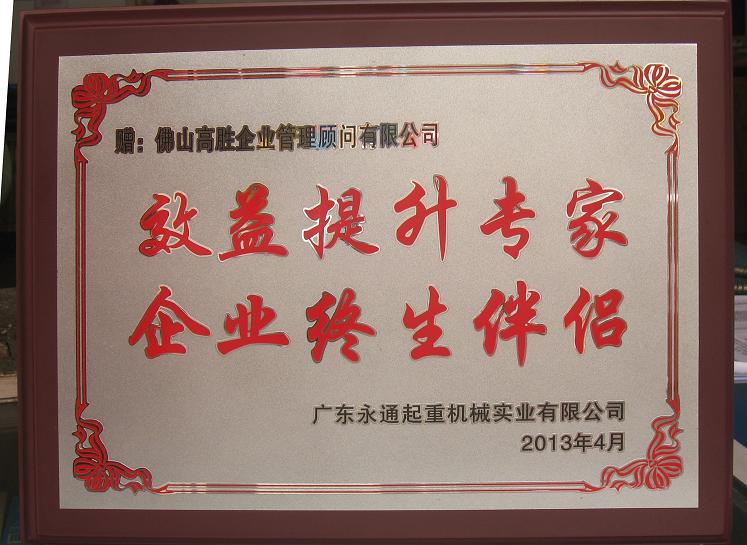 赠：佛山高胜企业管理顾问有限公司
效益提升专家
企业终生伴侣
广东永通起重机械实业有限公司
2013年4月